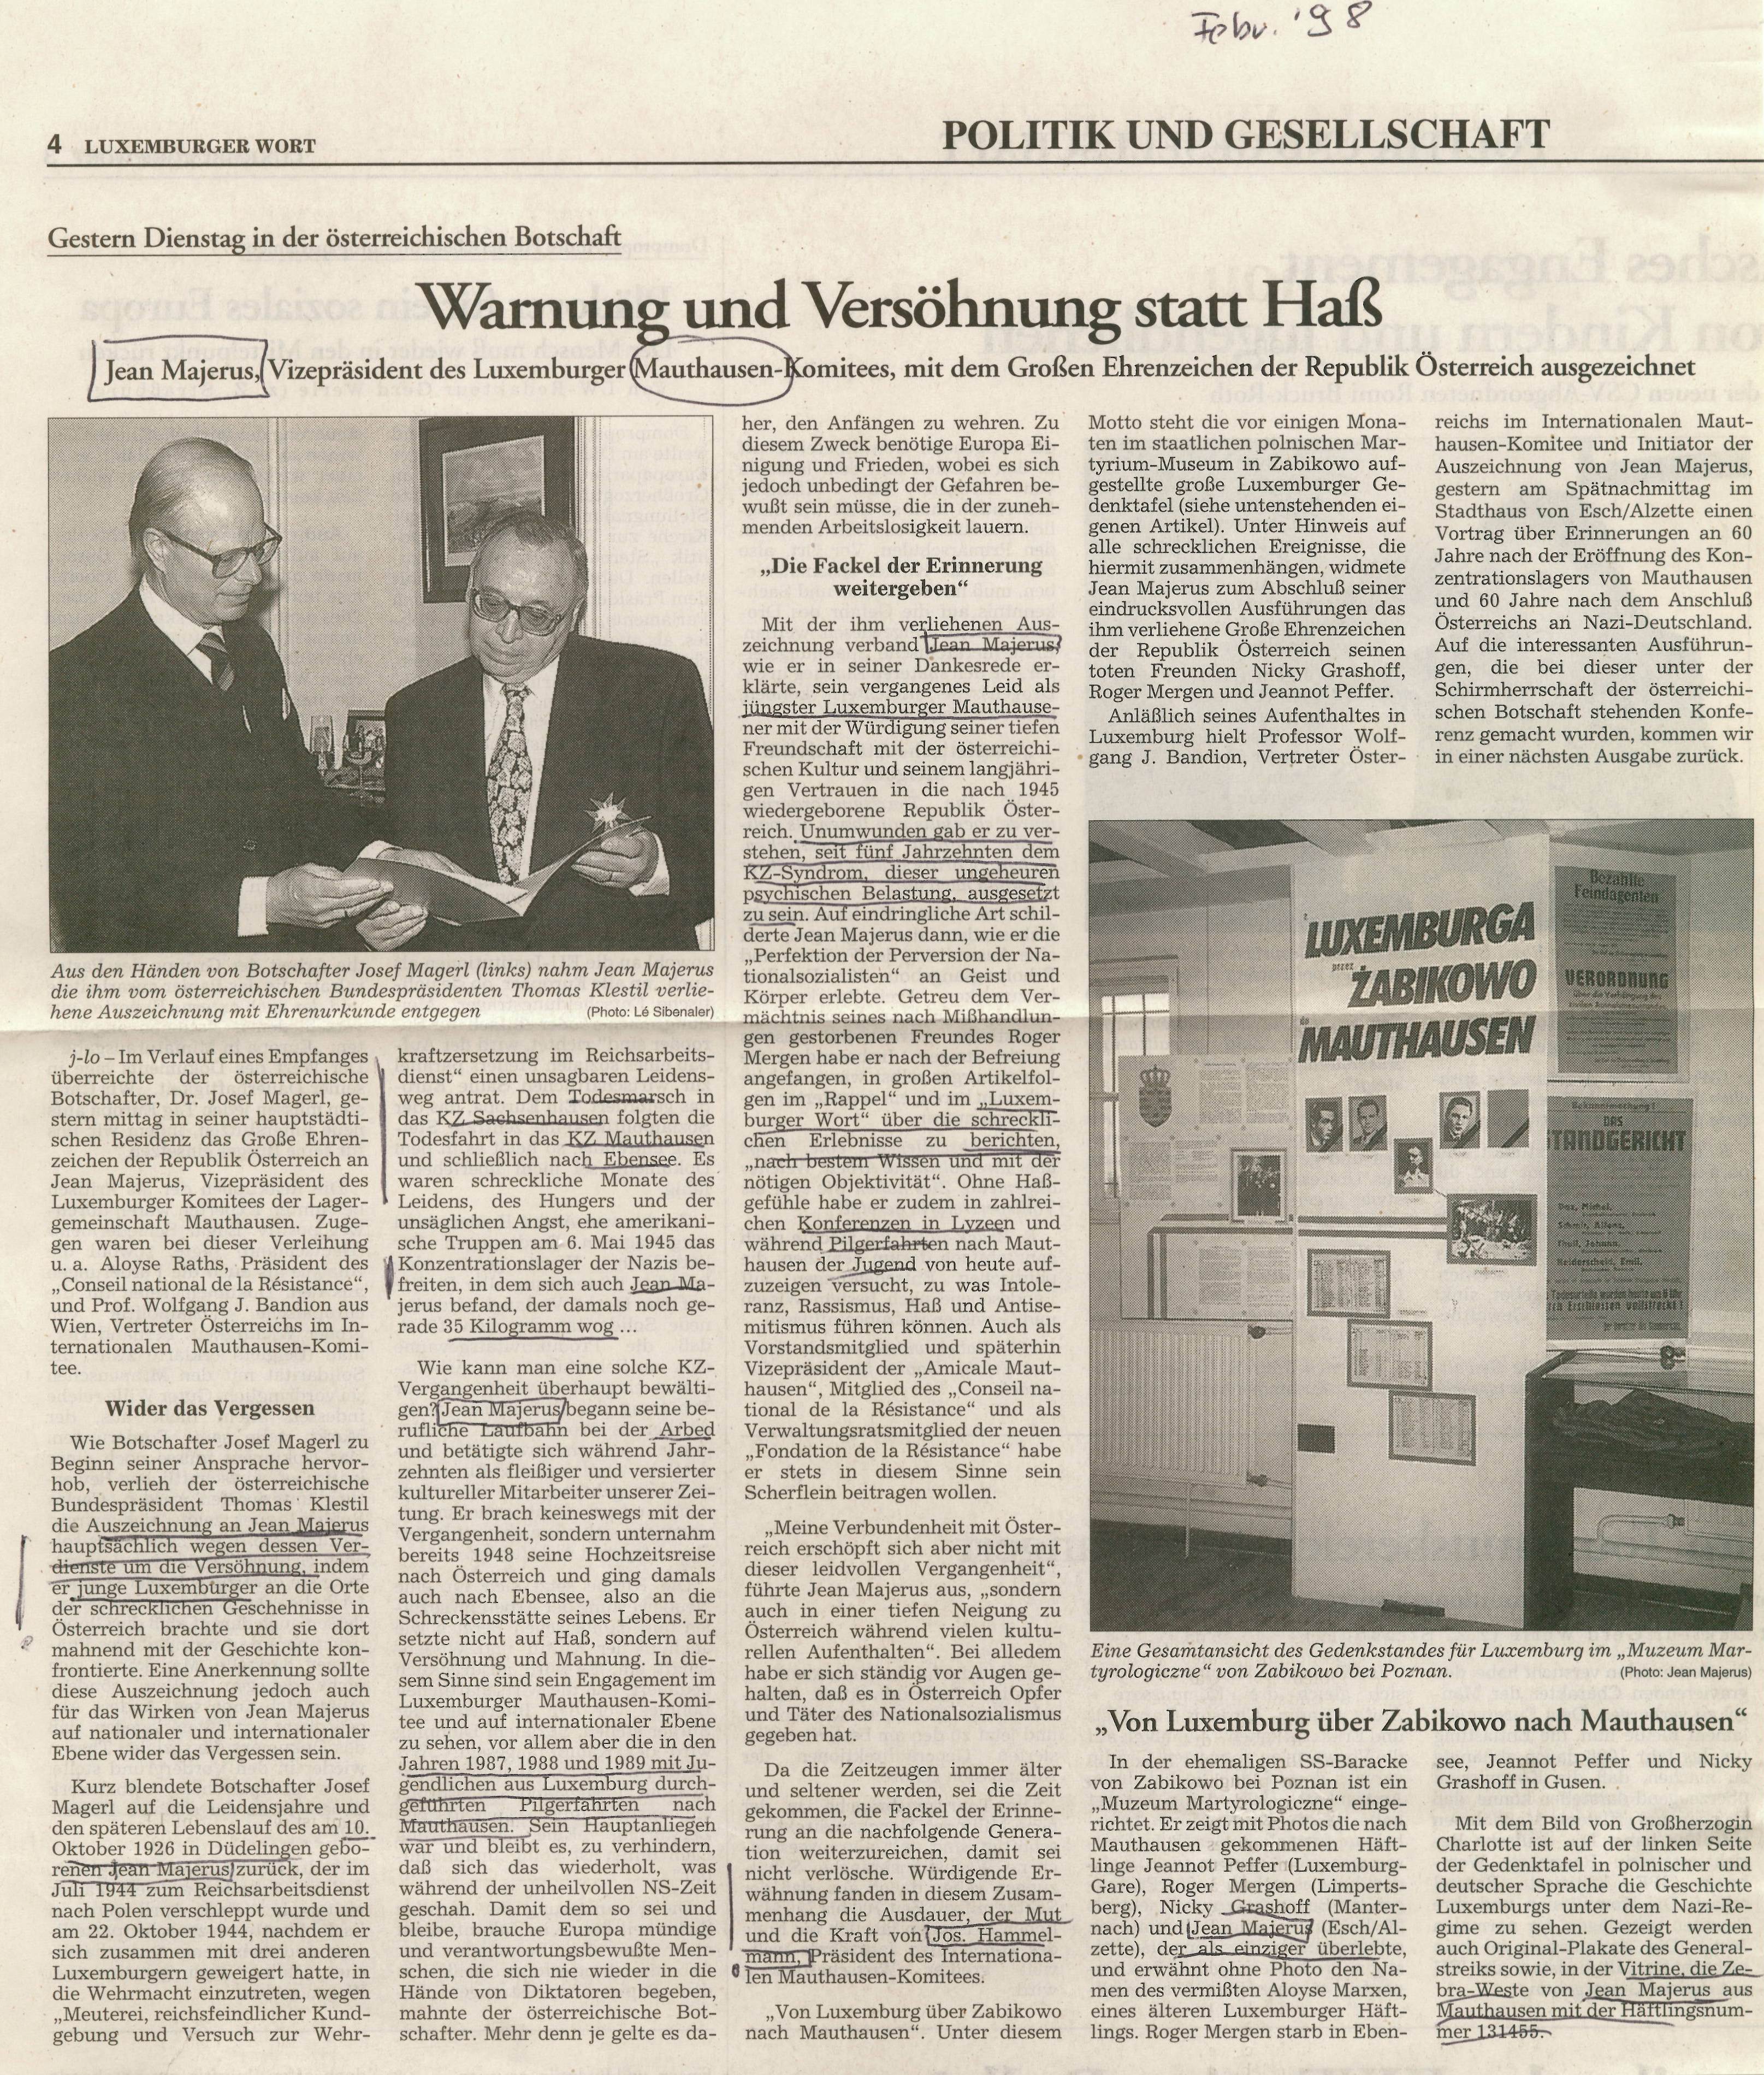 Febr. '98
4 LUXEMBURGER WORT
POLITIK UND GESELLSCHAFT
Gestern Dienstag in der österreichischen Botschaft
Warnung und Versöhnung statt Haß
Jean Majerus, Vizepräsident des Luxemburger Mauthausen-Komitees, mit dem Großen Ehrenzeichen der Republik Österreich ausgezeichnet
Aus den Händen von Botschafter Josef Magerl (links) nahm Jean Majerus
die ihm vom österreichischen Bundespräsidenten Thomas Klestil verlie-
hene Auszeichnung mit Ehrenurkunde entgegen (Photo: Lé Sibenaler)
j-lo – Im Verlauf eines Empfanges
überreichte der österreichische
Botschafter, Dr. Josef Magerl, ge-
stern mittag in seiner hauptstädti-
schen Residenz das Große Ehren-
zeichen der Republik Österreich an
Jean Majerus, Vizepräsident des
Luxemburger Komitees der Lager-
gemeinschaft Mauthausen. Zuge-
gen waren bei dieser Verleihung
u. a. Aloyse Raths, Präsident des
„Conseil national de la Résistance“,
und Prof. Wolfgang J. Bandion aus
Wien, Vertreter Österreichs im In-
ternationalen Mauthausen-Komi-
tee.
Wider das Vergessen
Wie Botschafter Josef Magerl zu
Beginn seiner Ansprache hervor-
hob, verlieh der österreichische
Bundespräsident Thomas Klestil
die Auszeichnung an Jean Majerus
hauptsächlich wegen dessen Ver-
dienste um die Versöhnung, indem
er junge Luxemburger an die Orte
der schrecklichen Geschehnisse in
Österreich brachte und sie dort
mahnend mit der Geschichte kon-
frontierte. Eine Anerkennung sollte
diese Auszeichnung jedoch auch
für das Wirken von Jean Majerus
auf nationaler und internationaler
Ebene wider das Vergessen sein.
Kurz blendete Botschafter Josef
Magerl auf die Leidensjahre und
den späteren Lebenslauf des am 10.
Oktober 1926 in Düdelingen gebo-
renen Jean Majerus zurück, der im
Juli 1944 zum Reichsarbeitsdienst
nach Polen verschleppt wurde und
am 22. Oktober 1944, nachdem er
sich zusammen mit drei anderen
Luxemburgern geweigert hatte, in
die Wehrmacht einzutreten, wegen
„Meuterei, reichsfeindlicher Kund-
gebung und Versuch zur Wehr-
kraftzersetzung im Reichsarbeits-
dienst“ einen unsagbaren Leidens-
weg antrat. Dem Todesmarsch in
das KZ Sachsenhausen folgten die
Todesfahrt in das KZ Mauthausen
und schließlich nach Ebensee. Es
waren schreckliche Monate des
Leidens, des Hungers und der
unsäglichen Angst, ehe amerikani-
sche Truppen am 6. Mai 1945 das
Konzentrationslager der Nazis be-
freiten, in dem sich auch Jean Ma-
jerus befand, der damals noch ge-
rade 35 Kilogramm wog ...
Wie kann man eine solche KZ-
Vergangenheit überhaupt bewälti-
gen? Jean Majerus begann seine be-
rufliche Laufbahn bei der Arbed
und betätigte sich während Jahr-
zehnten als fleißiger und versierter
kultureller Mitarbeiter unserer Zei-
tung. Er brach keineswegs mit der
Vergangenheit, sondern unternahm
bereits 1948 seine Hochzeitsreise
nach Österreich und ging damals
auch nach Ebensee, also an die
Schreckensstätte seines Lebens. Er
setzte nicht auf Haß, sondern auf
Versöhnung und Mahnung. In die-
sem Sinne sind sein Engagement im
Luxemburger Mauthausen-Komi-
tee und auf internationaler Ebene
zu sehen, vor allem aber die in den
Jahren 1987, 1988 und 1989 mit Ju-
gendlichen aus Luxemburg durch-
geführten Pilgerfahrten nach
Mauthausen. Sein Hauptanliegen
war und bleibt es, zu verhindern,
daß sich das wiederholt, was
während der unheilvollen NS-Zeit
geschah. Damit dem so sei und
bleibe, brauche Europa mündige
und verantwortungsbewußte Men-
schen, die sich nie wieder in die
Hände von Diktatoren begeben,
mahnte der österreichische Bot-
schafter. Mehr denn je gelte es da-
her, den Anfängen zu wehren. Zu
diesem Zweck benötige Europa Ei-
nigung und Frieden, wobei es sich
jedoch unbedingt der Gefahren be-
wußt sein müsse, die in der zuneh-
menden Arbeitslosigkeit lauern.
„Die Fackel der Erinnerung
weitergeben“
Mit der ihm verliehenen Aus-
zeichnung verband Jean Majerus,
wie er in seiner Dankesrede er-
klärte, sein vergangenes Leid als
jüngster Luxemburger Mauthause-
ner mit der Würdigung seiner tiefen
Freundschaft mit der österreichi-
schen Kultur und seinem langjähri-
gen Vertrauen in die nach 1945
wiedergeborene Republik Öster-
reich. Unumwunden gab er zu ver-
stehen, seit fünf Jahrzehnten dem
KZ-Syndrom, dieser ungeheuren
psychischen Belastung, ausgesetzt
zu sein. Auf eindringliche Art schil-
derte Jean Majerus dann, wie er die
„Perfektion der Perversion der Na-
tionalsozialisten“ an Geist und
Körper erlebte. Getreu dem Ver-
mächtnis seines nach Mißhandlun-
gen gestorbenen Freundes Roger
Mergen habe er nach der Befreiung
angefangen, in großen Artikelfol-
gen im „Rappel“ und im „Luxem-
burger Wort“ über die schreckli-
chen Erlebnisse zu berichten,
„nach bestem Wissen und mit der
nötigen Objektivität“. Ohne Haß-
gefühle habe er zudem in zahlrei-
chen Konferenzen in Lyzeen und
während Pilgerfahrten nach Maut-
hausen der Jugend von heute auf-
zuzeigen versucht, zu was Intole-
ranz, Rassismus, Haß und Antise-
mitismus führen können. Auch als
Vorstandsmitglied und späterhin
Vizepräsident der „Amicale Maut-
hausen“, Mitglied des „Conseil na-
tional de la Résistance“ und als
Verwaltungsratsmitglied der neuen
„Fondation de la Résistance“ habe
er stets in diesem Sinne sein
Scherflein beitragen wollen.
„Meine Verbundenheit mit Öster-
reich erschöpft sich aber nicht mit
dieser leidvollen Vergangenheit“,
führte Jean Majerus aus, „sondern
auch in einer tiefen Neigung zu
Österreich während vielen kultu-
rellen Aufenthalten“. Bei alledem
habe er sich ständig vor Augen ge-
halten, daß es in Österreich Opfer
und Täter des Nationalsozialismus
gegeben hat.
Da die Zeitzeugen immer älter
und seltener werden, sei die Zeit
gekommen, die Fackel der Erinne-
rung an die nachfolgende Genera-
tion weiterzureichen, damit sei
nicht verlösche. Würdigende Er-
wähnung fanden in diesem Zusam-
menhang die Ausdauer, der Mut
und die Kraft von Jos. Hammel-
mann, Präsident des Internationa-
len Mauthausen-Komitees.
„Von Luxemburg über Zabikowo
nach Mauthausen“. Unter diesem
Motto steht die vor einigen Mona-
ten im staatlichen polnischen Mar-
tyrium-Museum in Zabikowo auf-
gestellte große Luxemburger Ge-
denktafel (siehe untenstehenden ei-
genen Artikel). Unter Hinweis auf
alle schrecklichen Ereignisse, die
hiermit zusammenhängen, widmete
Jean Majerus zum Abschluß seiner
eindrucksvollen Ausführungen das
ihm verliehene Große Ehrenzeichen
der Republik Österreich seinen
toten Freunden Nicky Grashoff,
Roger Mergen und Jeannot Peffer.
Anläßlich seines Aufenthaltes in
Luxemburg hielt Professor Wolf-
gang J. Bandion, Vertreter Öster-
reichs im Internationalen Maut-
hausen-Komitee und Initiator der
Auszeichnung von Jean Majerus,
gestern am Spätnachmittag im
Stadthaus von Esch/Alzette einen
Vortrag über Erinnerungen an 60
Jahre nach der Eröffnung des Kon-
zentrationslagers von Mauthausen
und 60 Jahre nach dem Anschluß
Österreichs an Nazi-Deutschland.
Auf die interessanten Ausführun-
gen, die bei dieser unter der
Schirmherrschaft der österreichi-
schen Botschaft stehenden Konfe-
renz gemacht wurden, kommen wir
in einer nächsten Ausgabe zurück.
z
LUXEMBURGA
przez
ŻABIKOWO
do
MAUTHAUSEN
Bezahlte
Feindagenten
VERORDNUNG
Bekanntmachung!
DAS
STANDGERICHT
Thull, Johann.
Heiderscheid, Emil.
Eine Gesamtansicht des Gedenkstandes für Luxemburg im „Muzeum Mar-
tyrologiczne“ von Zabikowo bei Poznan. (Photo: Jean Majerus)
„Von Luxemburg über Zabikowo nach Mauthausen“
In der ehemaligen SS-Baracke
von Zabikowo bei Poznan ist ein
„Muzeum Martyrologiczne“ einge-
richtet. Er zeigt mit Photos die nach
Mauthausen gekommenen Häft-
linge Jeannot Peffer (Luxemburg-
Gare), Roger Mergen (Limperts-
berg), Nicky Grashoff (Manter-
nach) und Jean Majerus (Esch/Al-
zette), der als einziger überlebte,
und erwähnt ohne Photo den Na-
men des vermißten Aloyse Marxen,
eines älteren Luxemburger Häft-
lings. Roger Mergen starb in Eben-
see, Jeannot Peffer und Nicky
Grashoff in Gusen.
Mit dem Bild von Großherzogin
Charlotte ist auf der linken Seite
der Gedenktafel in polnischer und
deutscher Sprache die Geschichte
Luxemburgs unter dem Nazi-Re-
gime zu sehen. Gezeigt werden
auch Original-Plakate des General-
streiks sowie, in der Vitrine, die Ze-
bra-Weste von Jean Majerus aus
Mauthausen mit der Häftlingsnum-
mer 131455.